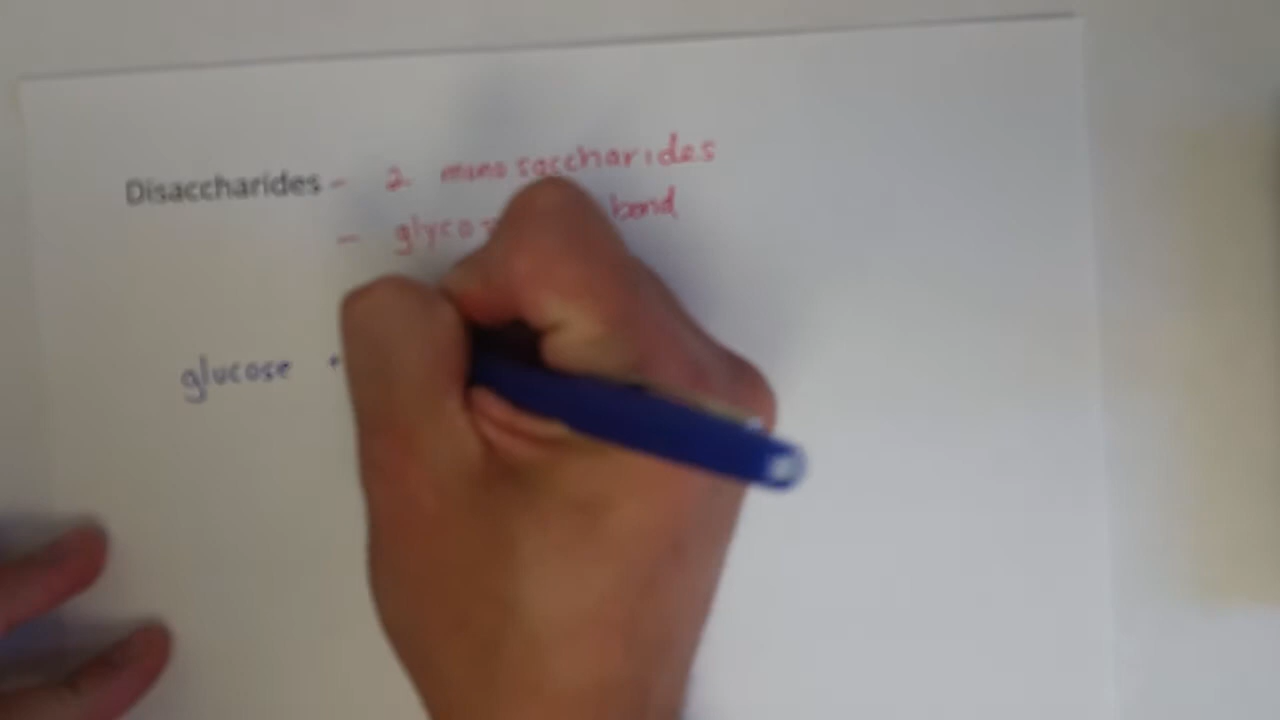 Disaccharides - 2 monosaccharides
- bond
glucose +